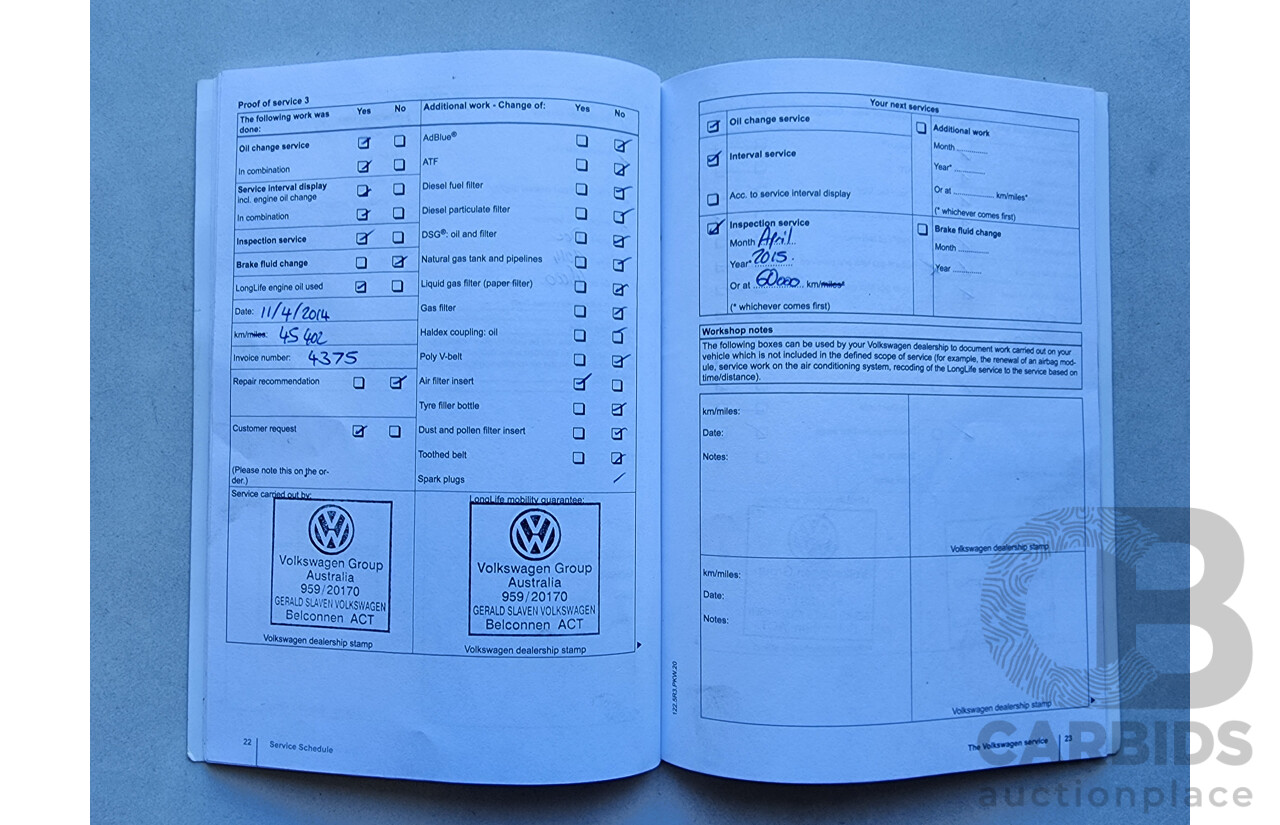 Proof of service 3
The following work was
done:
Yes No
Oil change service
In combination
Service interval display
incl. engine oil change
In combination
Inspection service
Brake fluid change
LongLife engine oil used
Date: 11/4/2014
km/miles: 45 402
Invoice number: 4375
Repair recommendation
Customer request
(Please note this on the or-
der.)
Service carried out by:
Volkswagen Group
Australia
959/20170
GERALD SLAVEN VOLKSWAGEN
Belconnen ACT
Volkswagen dealership stamp
Additional work - Change of: Yes No
AdBlue®
ATF
Diesel fuel filter
Diesel particulate filter
DSG®: oil and filter
Natural gas tank and pipelines
Liquid gas filter (paper filter)
Gas filter
Haldex coupling: oil
Poly V-belt
Air filter insert
Tyre filler bottle
Dust and pollen filter insert
Toothed belt
Spark plugs
LongLife mobility guarantee:
Volkswagen Group
Australia
959/20170
GERALD SLAVEN VOLKSWAGEN
Belconnen ACT
Volkswagen dealership stamp
22 Service Schedule
Your next services
Oil change service
Interval service
Acc. to service interval display
Inspection service
Month April
Year* 2015
Or at 60000 km/miles*
(* whichever comes first)
Additional work
Month ............
Year* ............
Or at ............... km/miles*
(* whichever comes first)
Brake fluid change
Month ...........
Year ...........
Workshop notes
The following boxes can be used by your Volkswagen dealership to document work carried out on your
vehicle which is not included in the defined scope of service (for example, the renewal of an airbag mod-
ule, service work on the air conditioning system, recoding of the LongLife service to the service based on
time/distance).
km/miles:
Date:
Notes:
Volkswagen dealership stamp
km/miles:
Date:
Notes:
Volkswagen dealership stamp
122.5R3.PKW.20
The Volkswagen service 23
CARBIDS
auctionplace